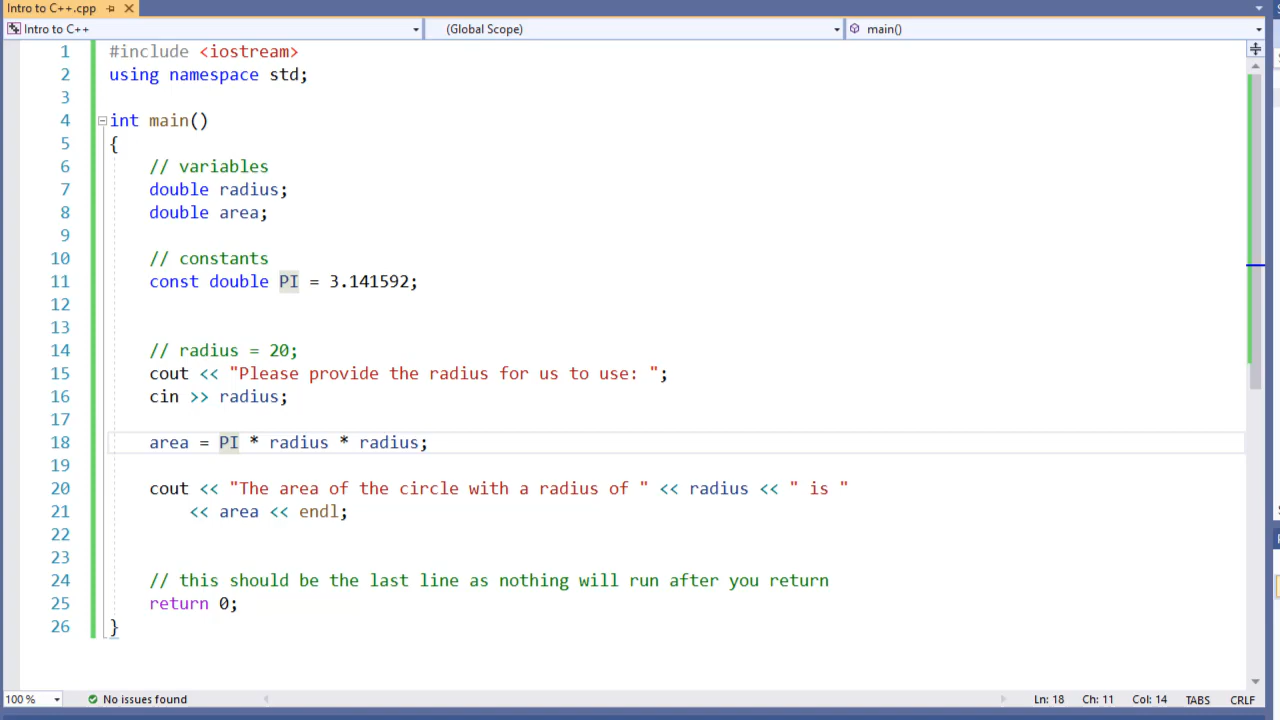 Intro to C++.cpp
Intro to C++ (Global Scope) main()
1 #include <iostream>
2 using namespace std;
3
4 int main()
5 {
6 // variables
7 double radius;
8 double area;
9
10 // constants
11 const double PI = 3.141592;
12
13
14 // radius = 20;
15 cout << "Please provide the radius for us to use: ";
16 cin >> radius;
17
18 area = PI * radius * radius;
19
20 cout << "The area of the circle with a radius of " << radius << " is "
21 << area << endl;
22
23
24 // this should be the last line as nothing will run after you return
25 return 0;
26 }
100 % No issues found Ln: 18 Ch: 11 Col: 14 TABS CRLF